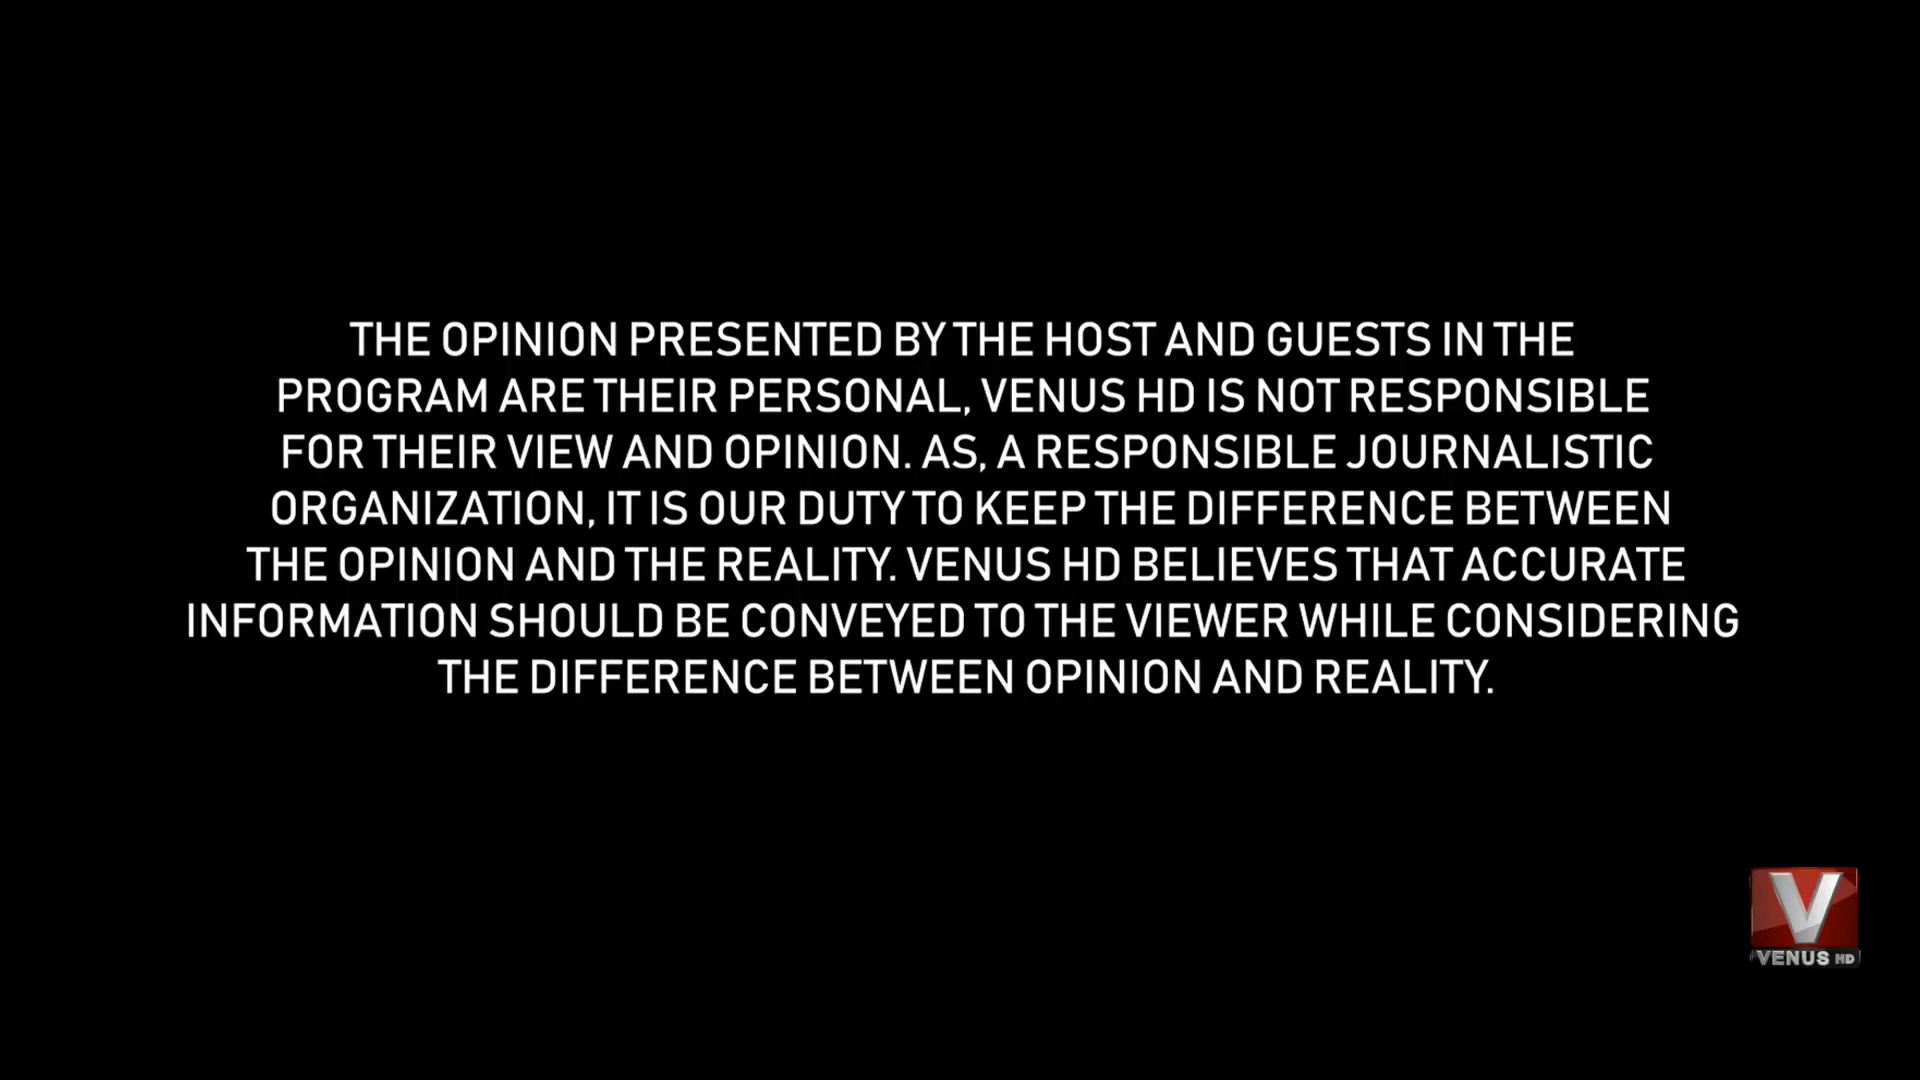 THE OPINION PRESENTED BY THE HOST AND GUESTS IN THE
PROGRAM ARE THEIR PERSONAL, VENUS HD IS NOT RESPONSIBLE
FOR THEIR VIEW AND OPINION. AS, A RESPONSIBLE JOURNALISTIC
ORGANIZATION, IT IS OUR DUTY TO KEEP THE DIFFERENCE BETWEEN
THE OPINION AND THE REALITY. VENUS HD BELIEVES THAT ACCURATE
INFORMATION SHOULD BE CONVEYED TO THE VIEWER WHILE CONSIDERING
THE DIFFERENCE BETWEEN OPINION AND REALITY.
V
VENUS HD